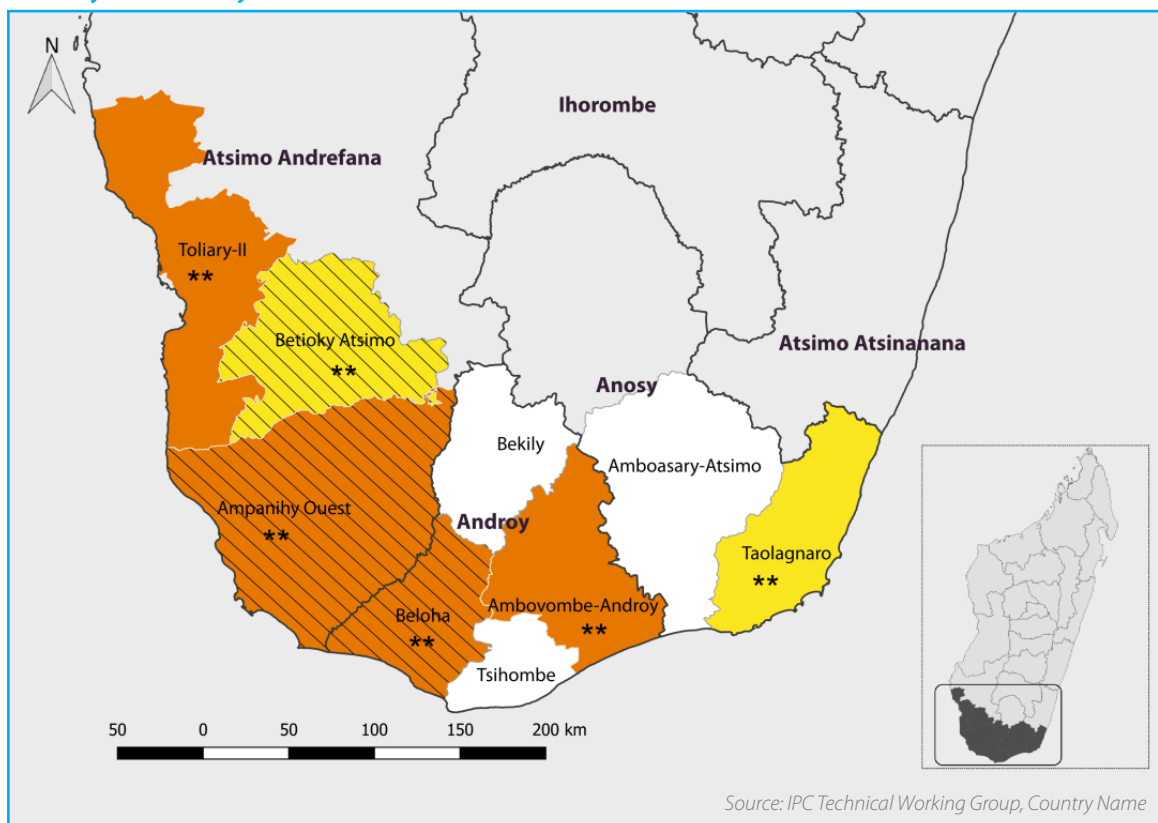 N
Ihorombe
Atsimo Andrefana
Toliary-II
**
Betioky Atsimo
**
Atsimo Atsinanana
Anosy
Bekily
Amboasary-Atsimo
Ampanihy Ouest
**
Androy
Taolagnaro
**
Beloha
**
Ambovombe-Androy
**
Tsihombe
50 0 50 100 150 200 km
Source: IPC Technical Working Group, Country Name